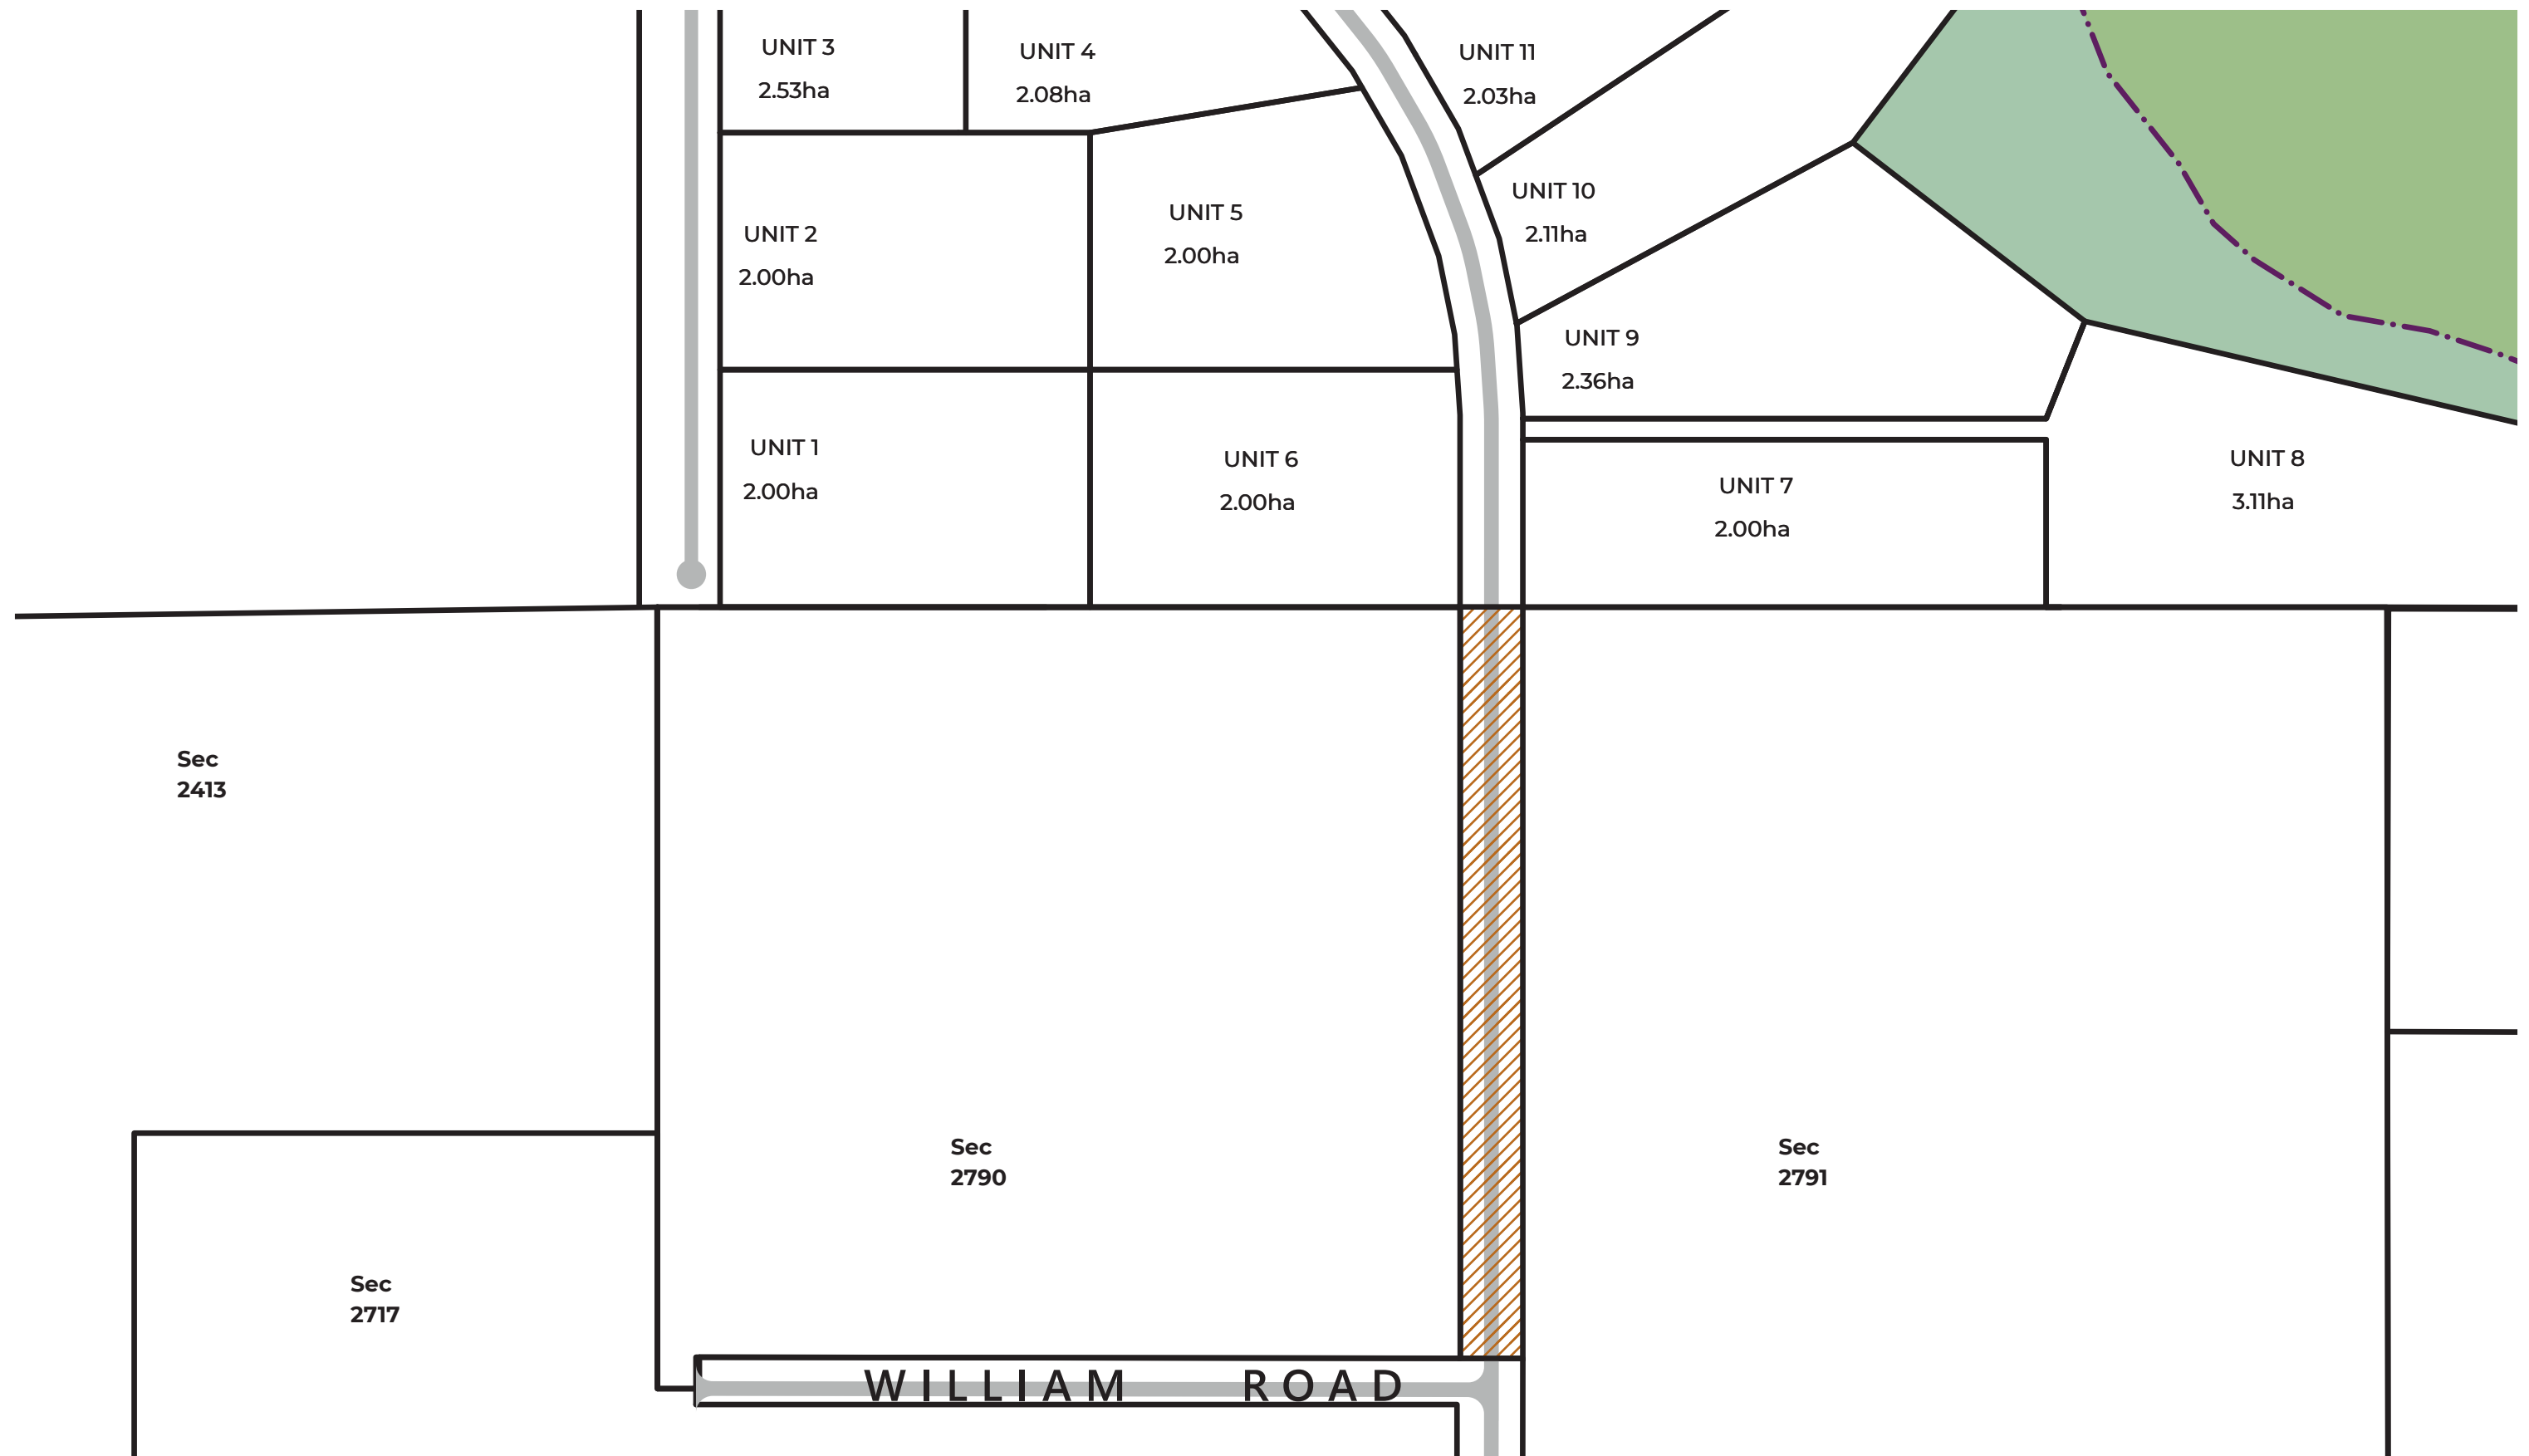 UNIT 3
2.53ha
UNIT 4
2.08ha
UNIT 11
2.03ha
UNIT 2
2.00ha
UNIT 5
2.00ha
UNIT 10
2.11ha
UNIT 9
2.36ha
UNIT 1
2.00ha
UNIT 6
2.00ha
UNIT 7
2.00ha
UNIT 8
3.11ha
Sec
2413
Sec
2790
Sec
2791
Sec
2717
WILLIAM ROAD